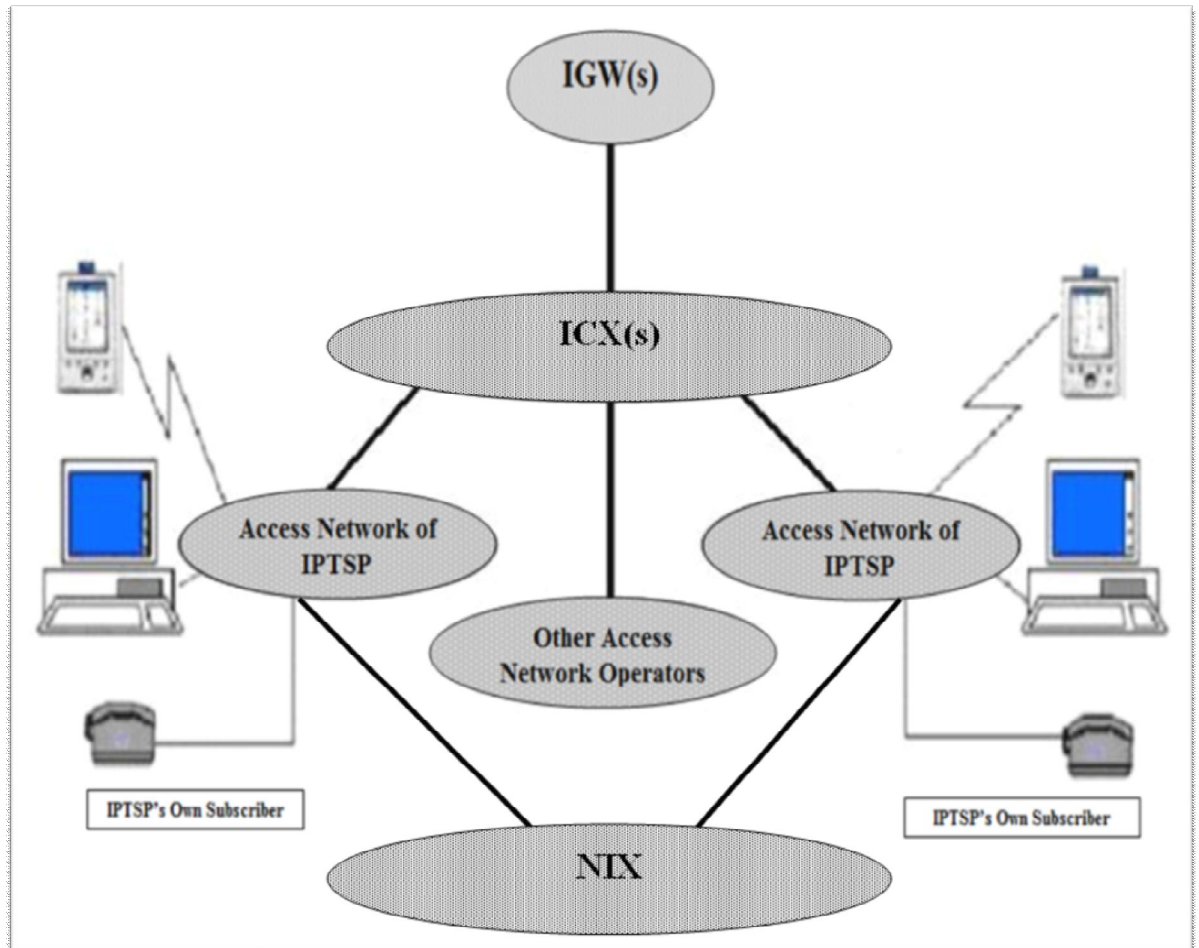 IGW(s)
ICX(s)
Access Network of
IPTSP
Access Network of
IPTSP
Other Access
Network Operators
IPTSP's Own Subscriber
IPTSP's Own Subscriber
NIX